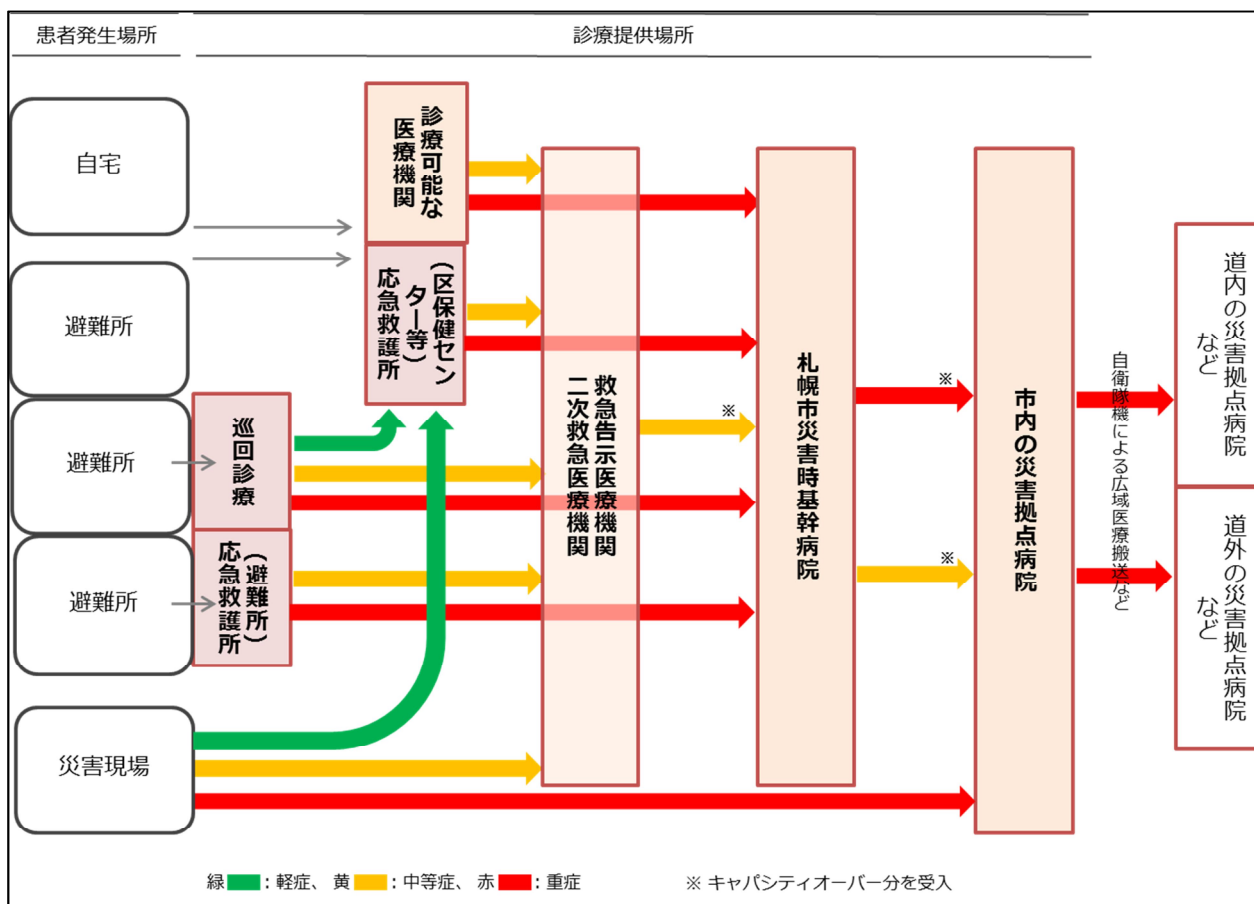 患者発生場所
診療提供場所
自宅
避難所
避難所
避難所
災害現場
診療可能な
医療機関
応急救護所
（区保健セン
ター等）
巡回診療
応急救護所
（避難所）
救急告示医療機関
二次救急医療機関
※
札幌市災害時基幹病院
※
※
市内の災害拠点病院
自衛隊機による広域医療搬送など
道内の災害拠点病院
など
道外の災害拠点病院
など
緑 ：軽症、 黄 ：中等症、 赤 ：重症
※ キャパシティオーバー分を受入